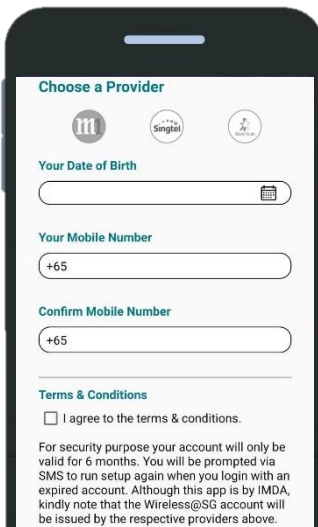 Choose a Provider
m1 Singtel StarHub
Your Date of Birth
Your Mobile Number
+65
Confirm Mobile Number
+65
Terms & Conditions
I agree to the terms & conditions.
For security purpose your account will only be
valid for 6 months. You will be prompted via
SMS to run setup again when you login with an
expired account. Although this app is by IMDA,
kindly note that the Wireless@SG account will
be issued by the respective providers above.